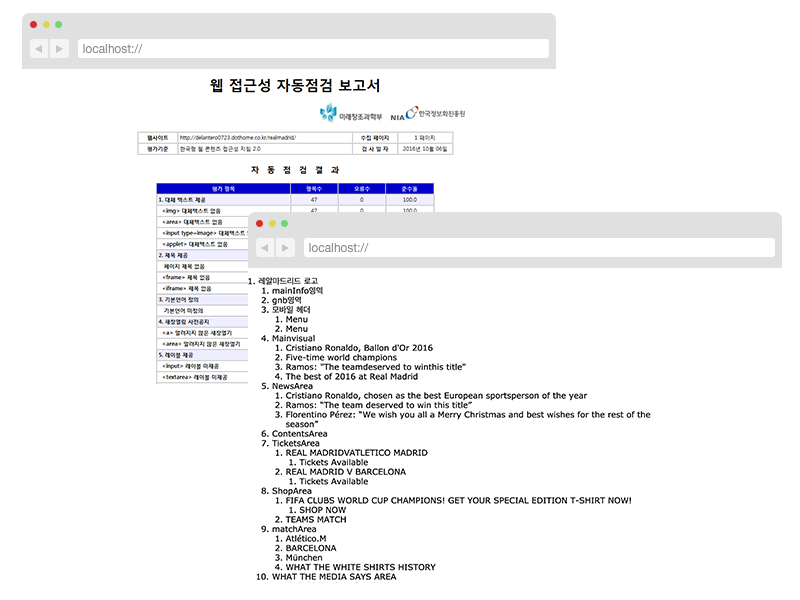 localhost://
웹 접근성 자동점검 보고서
미래창조과학부 NIA 한국정보화진흥원
웹사이트 http://delantero0723.dothome.co.kr/realmadrid/ 수집 페이지 1 페이지
평가기준 한국형 웹 콘텐츠 접근성 지침 2.0 검 사 일 자 2016년 10월 06일
자 동 점 검 결 과
평가 항목 항목수 오류수 준수율
1. 대체 텍스트 제공 47 0 100.0
<img> 대체텍스트 없음 47 0 100.0
<area> 대체텍스트 없음
<input type=image> 대체텍스트
<applet> 대체텍스트 없음
2. 제목 제공
페이지 제목 없음
<frame> 제목 없음
<iframe> 제목 없음
3. 기본언어 정의
기본언어 미정의
4. 새창열림 사전공지
<a> 알려지지 않은 새창열기
<area> 알려지지 않은 새창열기
5. 레이블 제공
<input> 레이블 미제공
<textarea> 레이블 미제공
localhost://
1. 레알마드리드 로고
1. mainInfo영역
2. gnb영역
3. 모바일 헤더
1. Menu
2. Menu
4. Mainvisual
1. Cristiano Ronaldo, Ballon d'Or 2016
2. Five-time world champions
3. Ramos: "The teamdeserved to winthis title"
4. The best of 2016 at Real Madrid
5. NewsArea
1. Cristiano Ronaldo, chosen as the best European sportsperson of the year
2. Ramos: “The team deserved to win this title”
3. Florentino Pérez: “We wish you all a Merry Christmas and best wishes for the rest of the
season”
6. ContentsArea
7. TicketsArea
1. REAL MADRIDVATLETICO MADRID
1. Tickets Available
2. REAL MADRID V BARCELONA
1. Tickets Available
8. ShopArea
1. FIFA CLUBS WORLD CUP CHAMPIONS! GET YOUR SPECIAL EDITION T-SHIRT NOW!
1. SHOP NOW
2. TEAMS MATCH
9. matchArea
1. Atlético.M
2. BARCELONA
3. München
4. WHAT THE WHITE SHIRTS HISTORY
10. WHAT THE MEDIA SAYS AREA